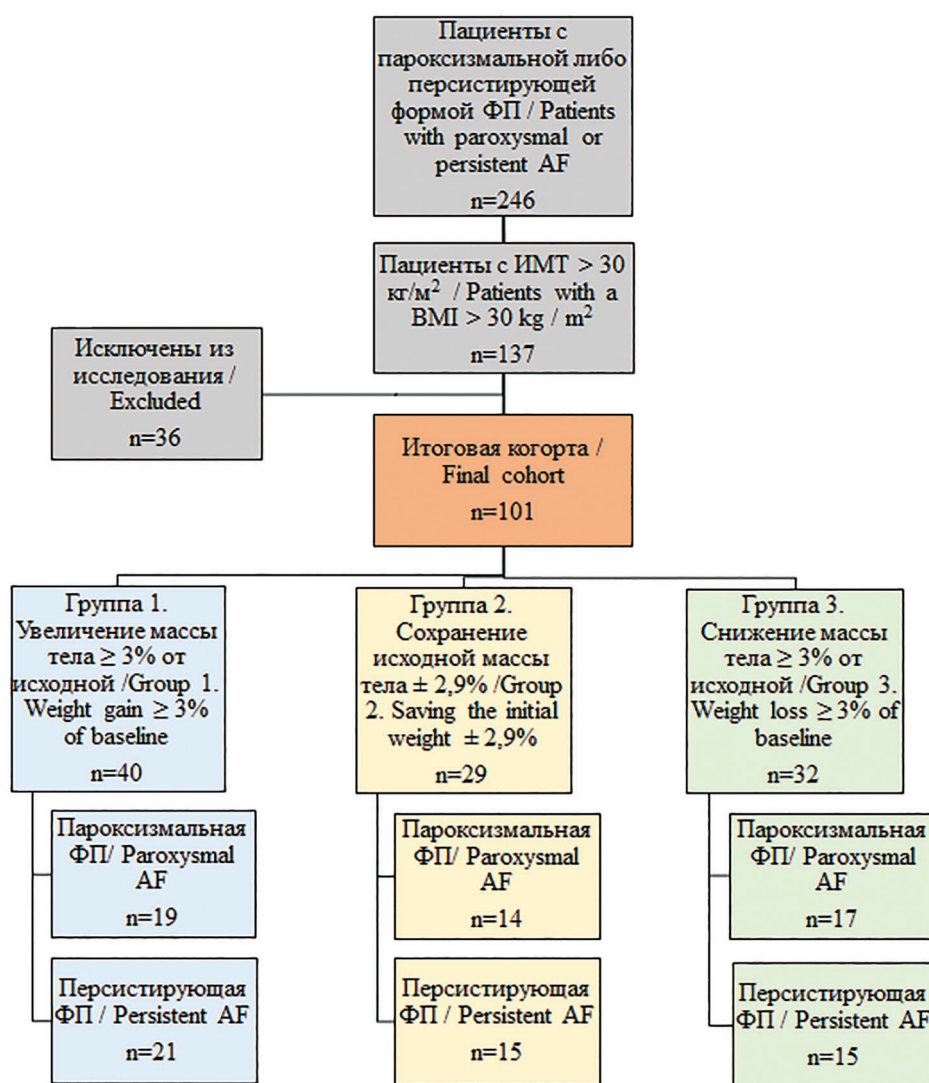 Пациенты с
пароксизмальной либо
персистирующей
формой ФП / Patients
with paroxysmal or
persistent AF
n=246
Пациенты с ИМТ > 30
кг/м² / Patients with a
BMI > 30 kg / m²
n=137
Исключены из
исследования /
Excluded
n=36
Итоговая когорта /
Final cohort
n=101
Группа 1.
Увеличение массы
тела ≥ 3% от
исходной /Group 1.
Weight gain ≥ 3%
of baseline
n=40
Группа 2.
Сохранение
исходной массы
тела ± 2,9% /Group
2. Saving the initial
weight ± 2,9%
n=29
Группа 3.
Снижение массы
тела ≥ 3% от
исходной /Group 3.
Weight loss ≥ 3% of
baseline
n=32
Пароксизмальная
ФП/ Paroxysmal
AF
n=19
Пароксизмальная
ФП/ Paroxysmal
AF
n=14
Пароксизмальная
ФП/ Paroxysmal
AF
n=17
Персистирующая
ФП / Persistent AF
n=21
Персистирующая
ФП / Persistent AF
n=15
Персистирующая
ФП / Persistent AF
n=15